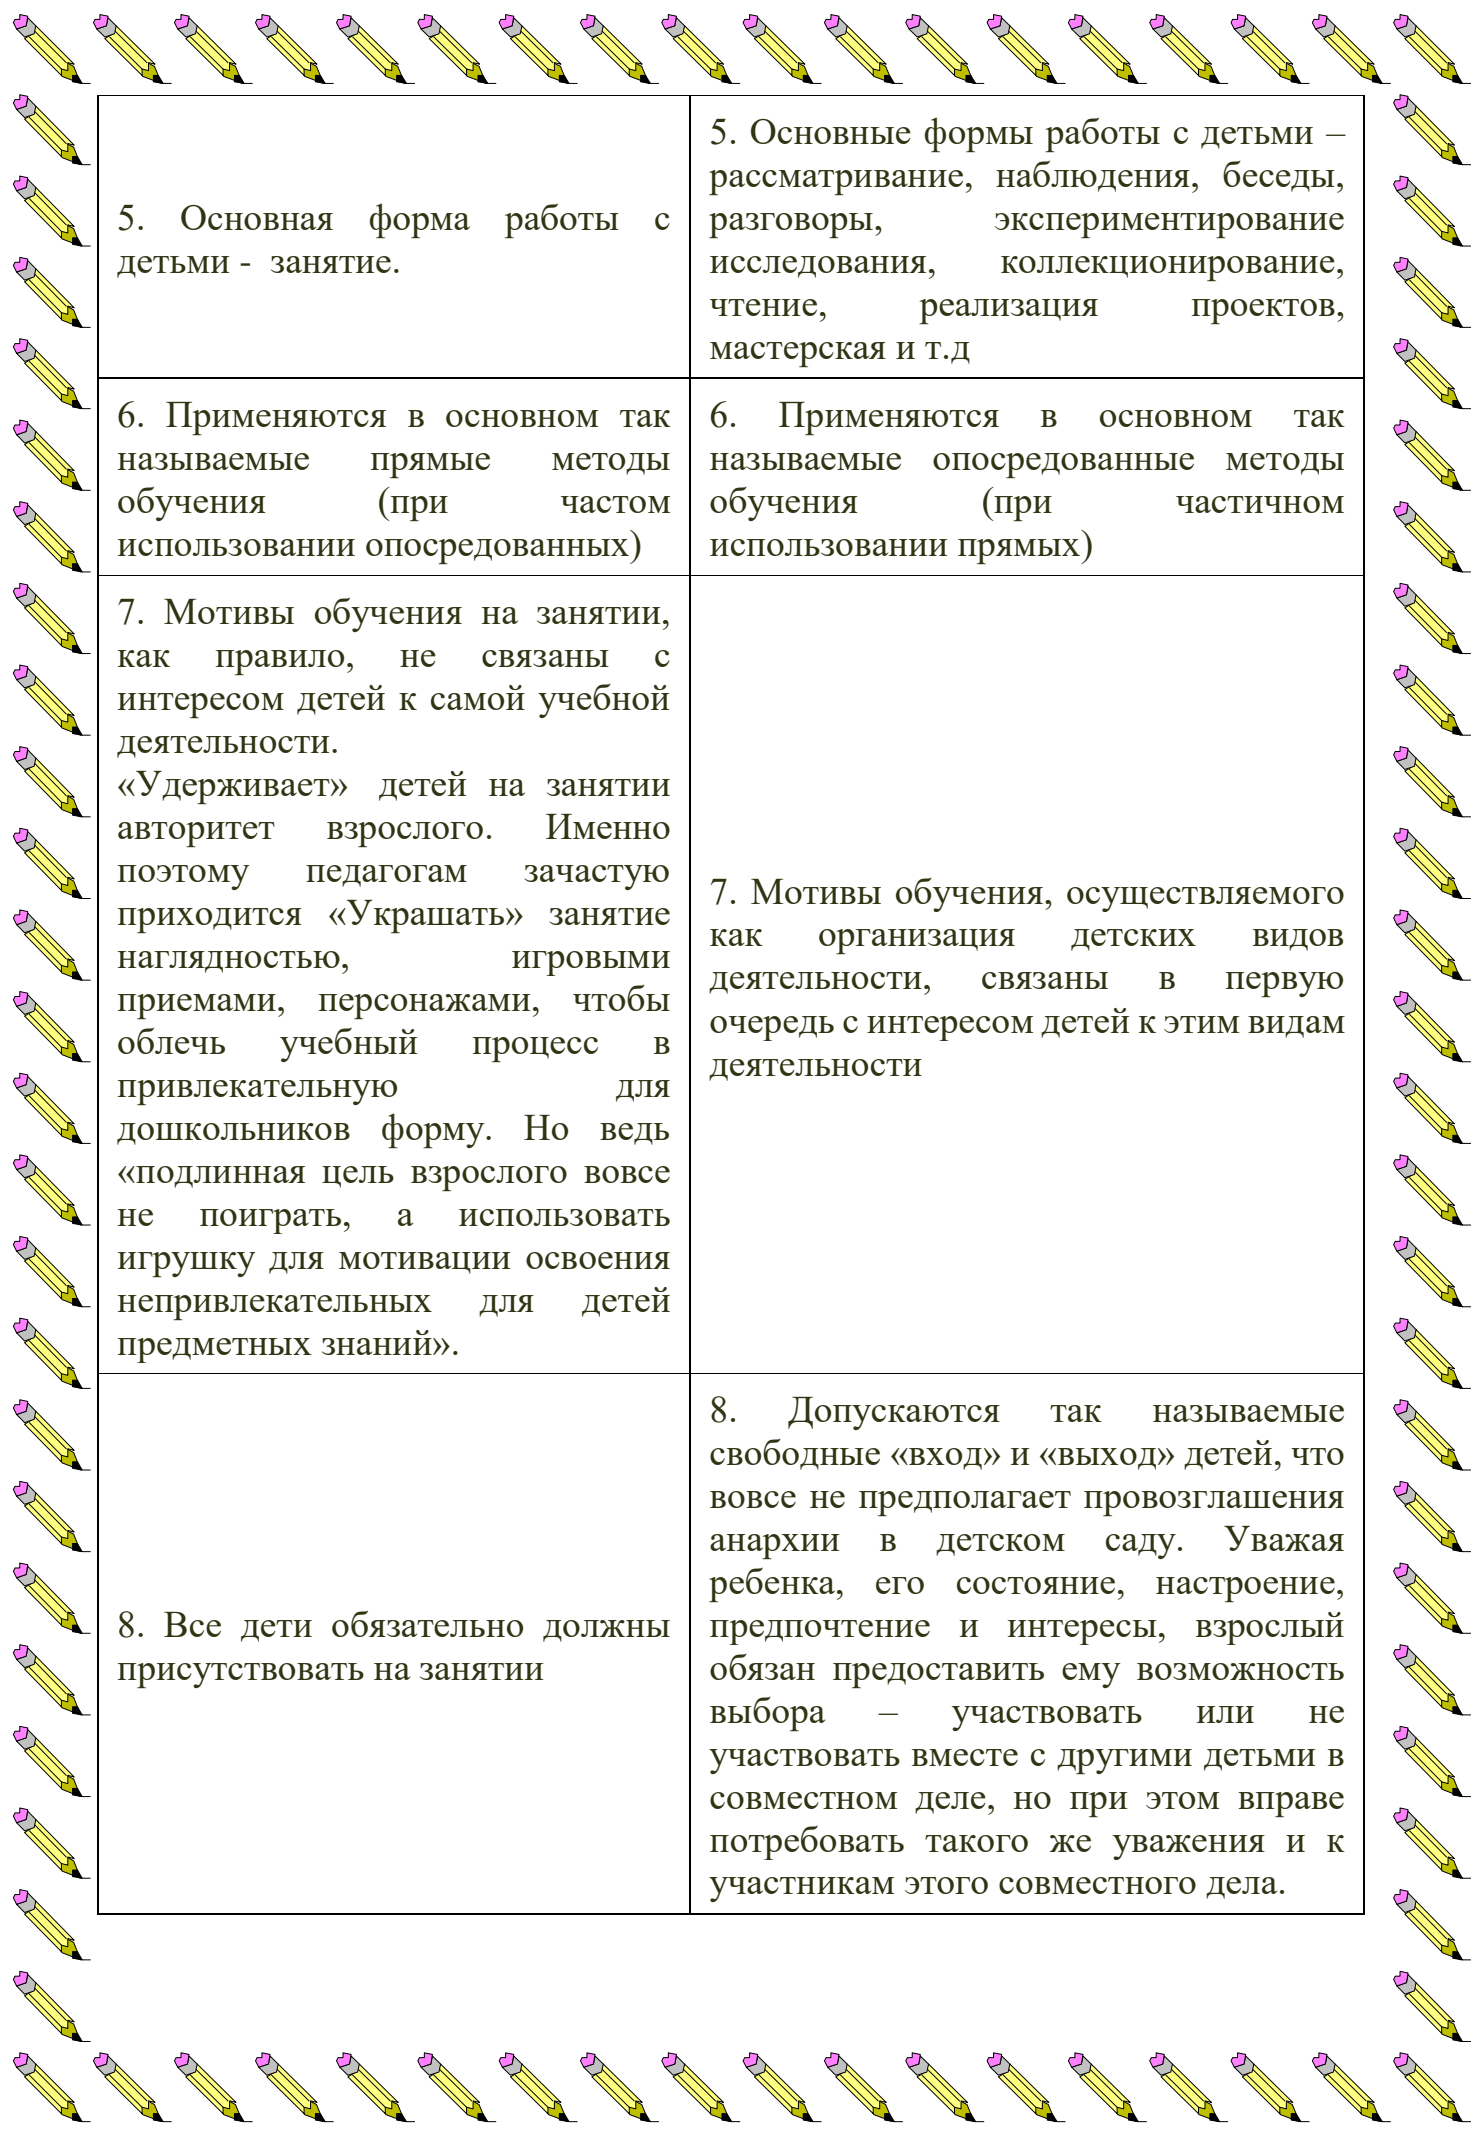 5. Основная форма работы с
детьми - занятие.
5. Основные формы работы с детьми –
рассматривание, наблюдения, беседы,
разговоры, экспериментирование
исследования, коллекционирование,
чтение, реализация проектов,
мастерская и т.д
6. Применяются в основном так
называемые прямые методы
обучения (при частом
использовании опосредованных)
6. Применяются в основном так
называемые опосредованные методы
обучения (при частичном
использовании прямых)
7. Мотивы обучения на занятии,
как правило, не связаны с
интересом детей к самой учебной
деятельности.
«Удерживает» детей на занятии
авторитет взрослого. Именно
поэтому педагогам зачастую
приходится «Украшать» занятие
наглядностью, игровыми
приемами, персонажами, чтобы
облечь учебный процесс в
привлекательную для
дошкольников форму. Но ведь
«подлинная цель взрослого вовсе
не поиграть, а использовать
игрушку для мотивации освоения
непривлекательных для детей
предметных знаний».
7. Мотивы обучения, осуществляемого
как организация детских видов
деятельности, связаны в первую
очередь с интересом детей к этим видам
деятельности
8. Все дети обязательно должны
присутствовать на занятии
8. Допускаются так называемые
свободные «вход» и «выход» детей, что
вовсе не предполагает провозглашения
анархии в детском саду. Уважая
ребенка, его состояние, настроение,
предпочтение и интересы, взрослый
обязан предоставить ему возможность
выбора – участвовать или не
участвовать вместе с другими детьми в
совместном деле, но при этом вправе
потребовать такого же уважения и к
участникам этого совместного дела.